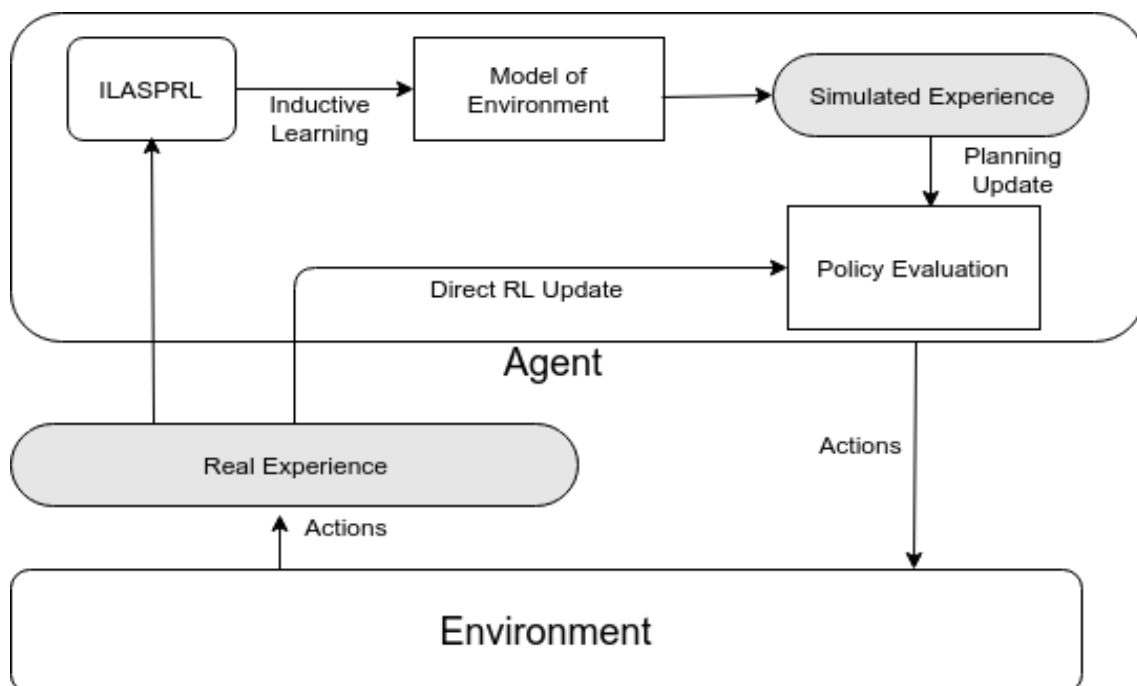 ILASPRL
Inductive
Learning
Model of
Environment
Simulated Experience
Planning
Update
Policy Evaluation
Direct RL Update
Agent
Real Experience
Actions
Actions
Environment